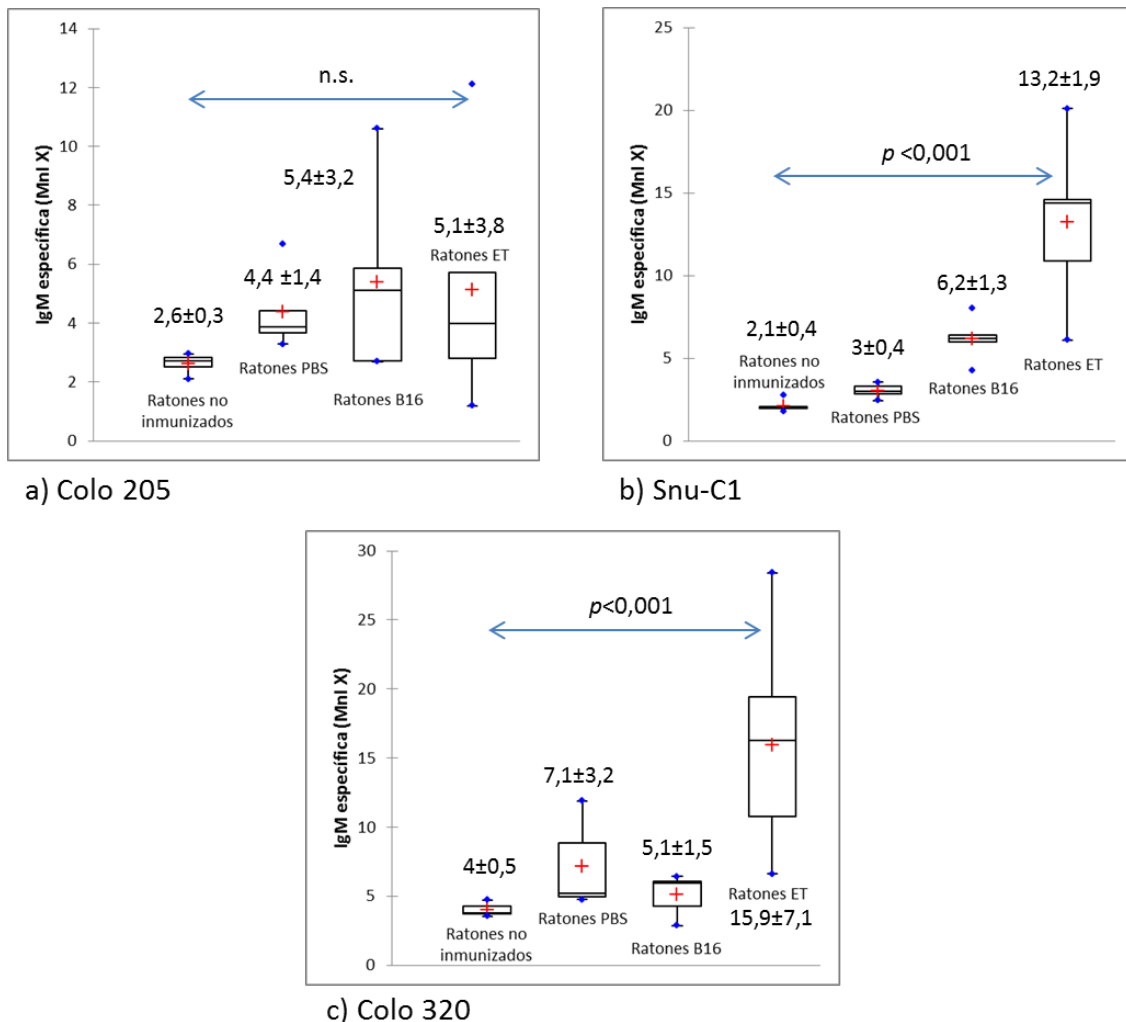 14
12
10
8
6
4
2
0
IgM específica (MnI X)
n.s.
2,6±0,3
Ratones no
inmunizados
4,4 ±1,4
Ratones PBS
5,4±3,2
Ratones B16
5,1±3,8
Ratones ET
a) Colo 205
25
20
15
10
5
0
IgM específica (MnI X)
p <0,001
2,1±0,4
Ratones no
inmunizados
3±0,4
Ratones PBS
6,2±1,3
Ratones B16
13,2±1,9
Ratones ET
b) Snu-C1
30
25
20
15
10
5
0
IgM específica (MnI X)
p<0,001
4±0,5
Ratones no
inmunizados
7,1±3,2
Ratones PBS
5,1±1,5
Ratones B16
Ratones ET
15,9±7,1
c) Colo 320